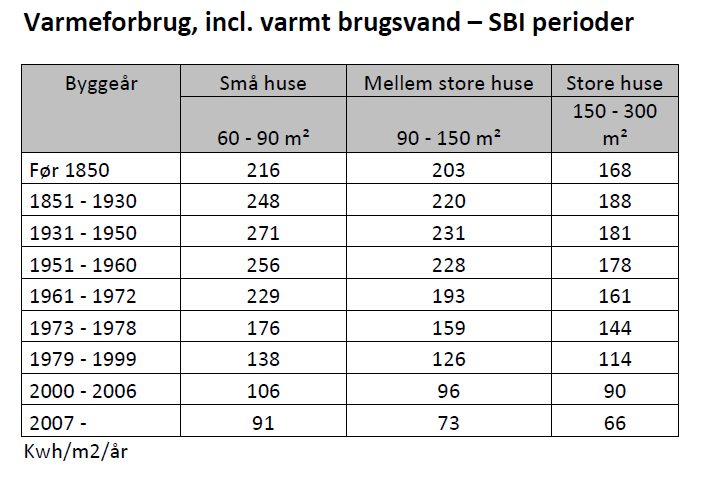 Varmeforbrug, incl. varmt brugsvand – SBI perioder
Byggeår Små huse Mellem store huse Store huse
60 - 90 m² 90 - 150 m² 150 - 300 m²
Før 1850 216 203 168
1851 - 1930 248 220 188
1931 - 1950 271 231 181
1951 - 1960 256 228 178
1961 - 1972 229 193 161
1973 - 1978 176 159 144
1979 - 1999 138 126 114
2000 - 2006 106 96 90
2007 - 91 73 66
Kwh/m2/år